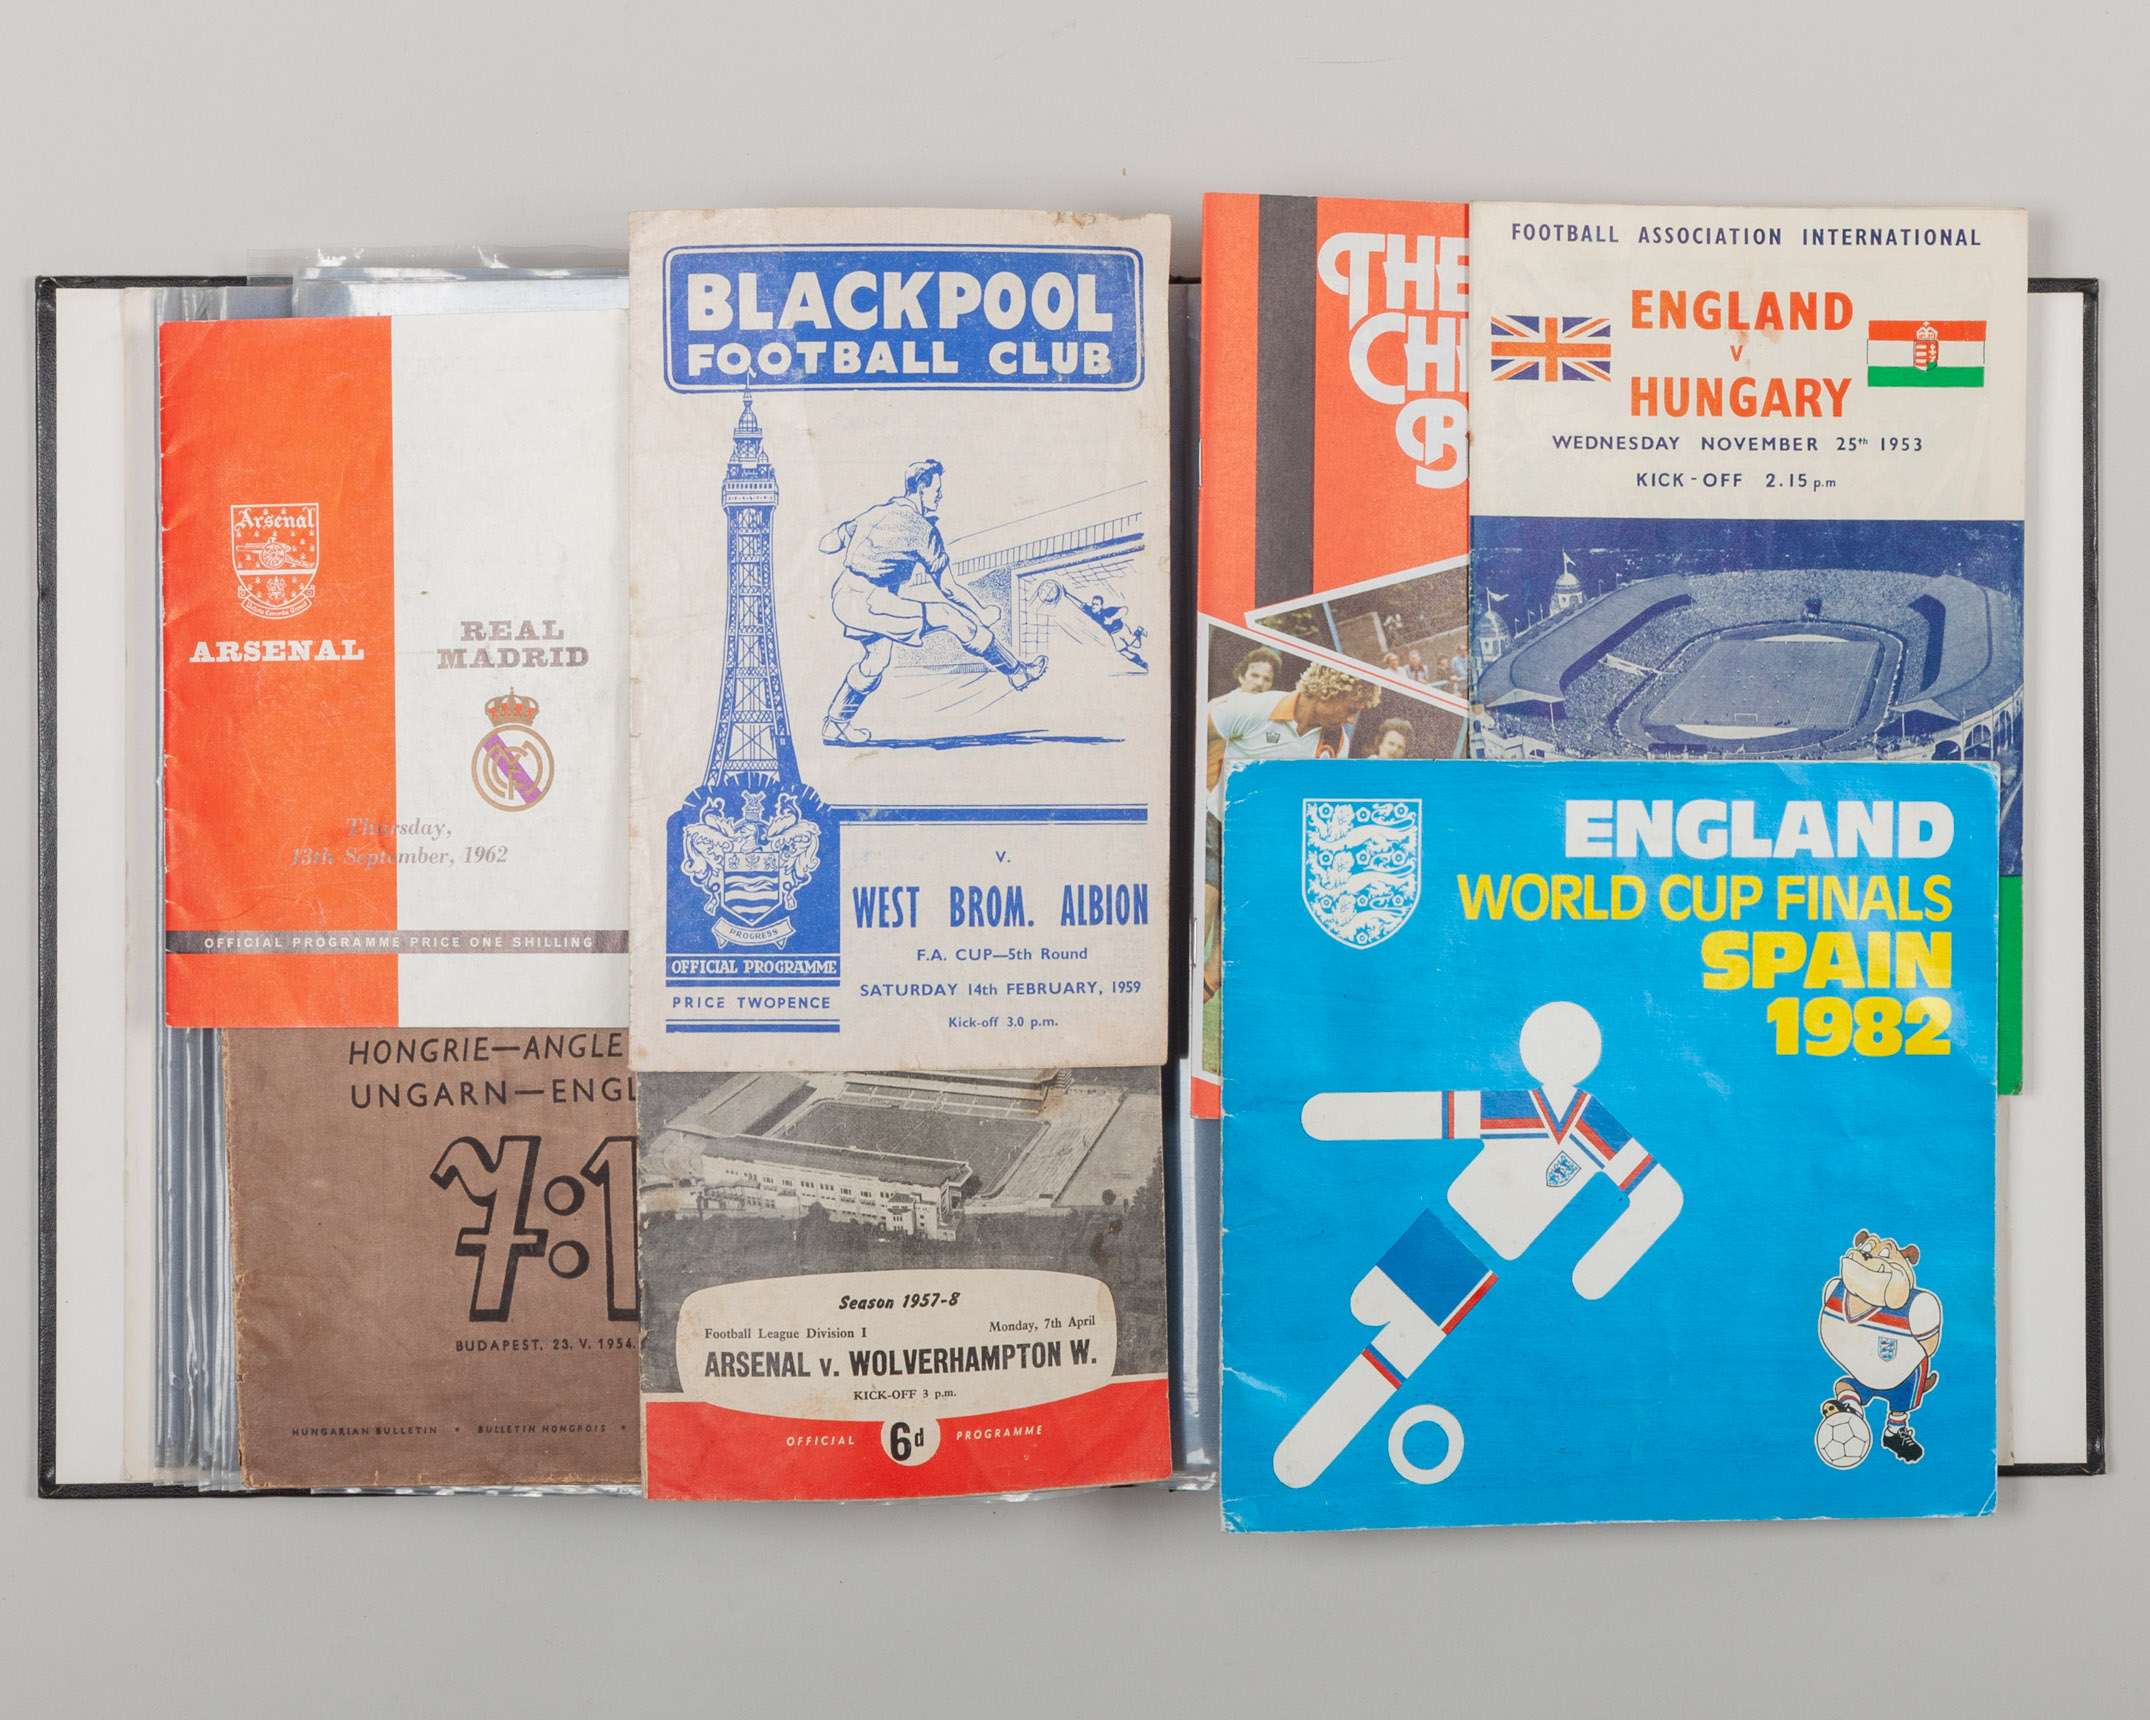 Arsenal
ARSENAL
REAL
MADRID
Thursday,
13th September, 1962
OFFICIAL PROGRAMME PRICE ONE SHILLING
HONGRIE—ANGLE
UNGARN—ENGL
7:1
BUDAPEST. 23. V. 1954.
HUNGARIAN BULLETIN • BULLETIN HONGROIS •
BLACKPOOL
FOOTBALL CLUB
PROGRESS
OFFICIAL PROGRAMME
PRICE TWOPENCE
V.
WEST BROM. ALBION
F.A. CUP—5th Round
SATURDAY 14th FEBRUARY, 1959
Kick-off 3.0 p.m.
Season 1957-8
Football League Division I Monday, 7th April
ARSENAL v. WOLVERHAMPTON W.
KICK-OFF 3 p.m.
OFFICIAL 6d PROGRAMME
THE
CH
B
FOOTBALL ASSOCIATION INTERNATIONAL
ENGLAND
V
HUNGARY
WEDNESDAY NOVEMBER 25th 1953
KICK-OFF 2.15 p.m
ENGLAND
WORLD CUP FINALS
SPAIN
1982